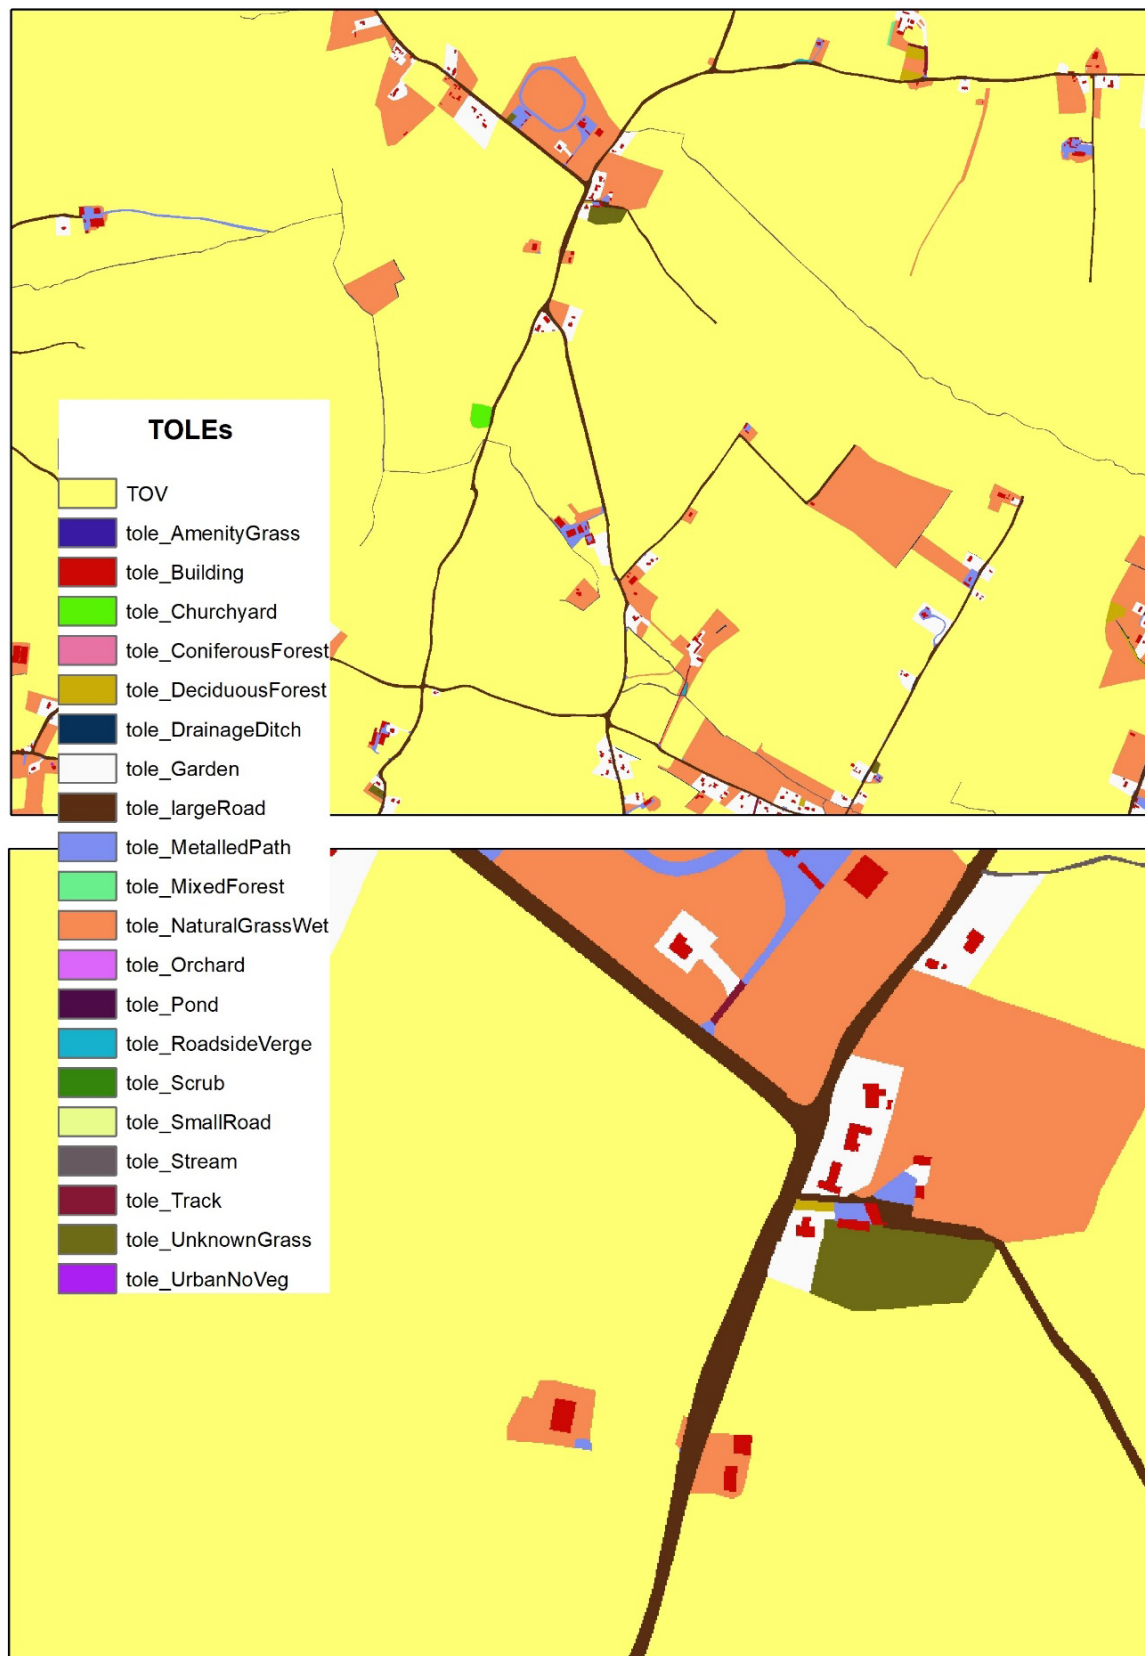 TOLEs
TOV
tole_AmenityGrass
tole_Building
tole_Churchyard
tole_ConiferousForest
tole_DeciduousForest
tole_DrainageDitch
tole_Garden
tole_largeRoad
tole_MetalledPath
tole_MixedForest
tole_NaturalGrassWet
tole_Orchard
tole_Pond
tole_RoadsideVerge
tole_Scrub
tole_SmallRoad
tole_Stream
tole_Track
tole_UnknownGrass
tole_UrbanNoVeg